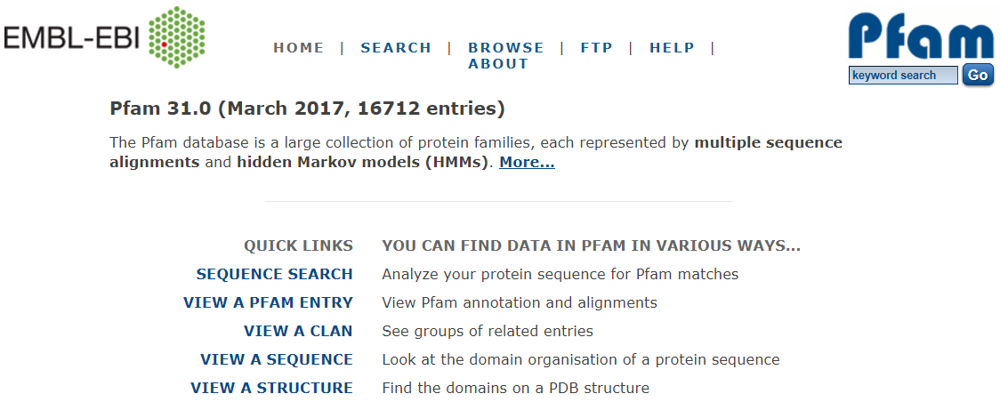 EMBL-EBI
HOME | SEARCH | BROWSE | FTP | HELP |
ABOUT
Pfam
keyword search Go
Pfam 31.0 (March 2017, 16712 entries)
The Pfam database is a large collection of protein families, each represented by multiple sequence
alignments and hidden Markov models (HMMs). More...
QUICK LINKS YOU CAN FIND DATA IN PFAM IN VARIOUS WAYS...
SEQUENCE SEARCH Analyze your protein sequence for Pfam matches
VIEW A PFAM ENTRY View Pfam annotation and alignments
VIEW A CLAN See groups of related entries
VIEW A SEQUENCE Look at the domain organisation of a protein sequence
VIEW A STRUCTURE Find the domains on a PDB structure